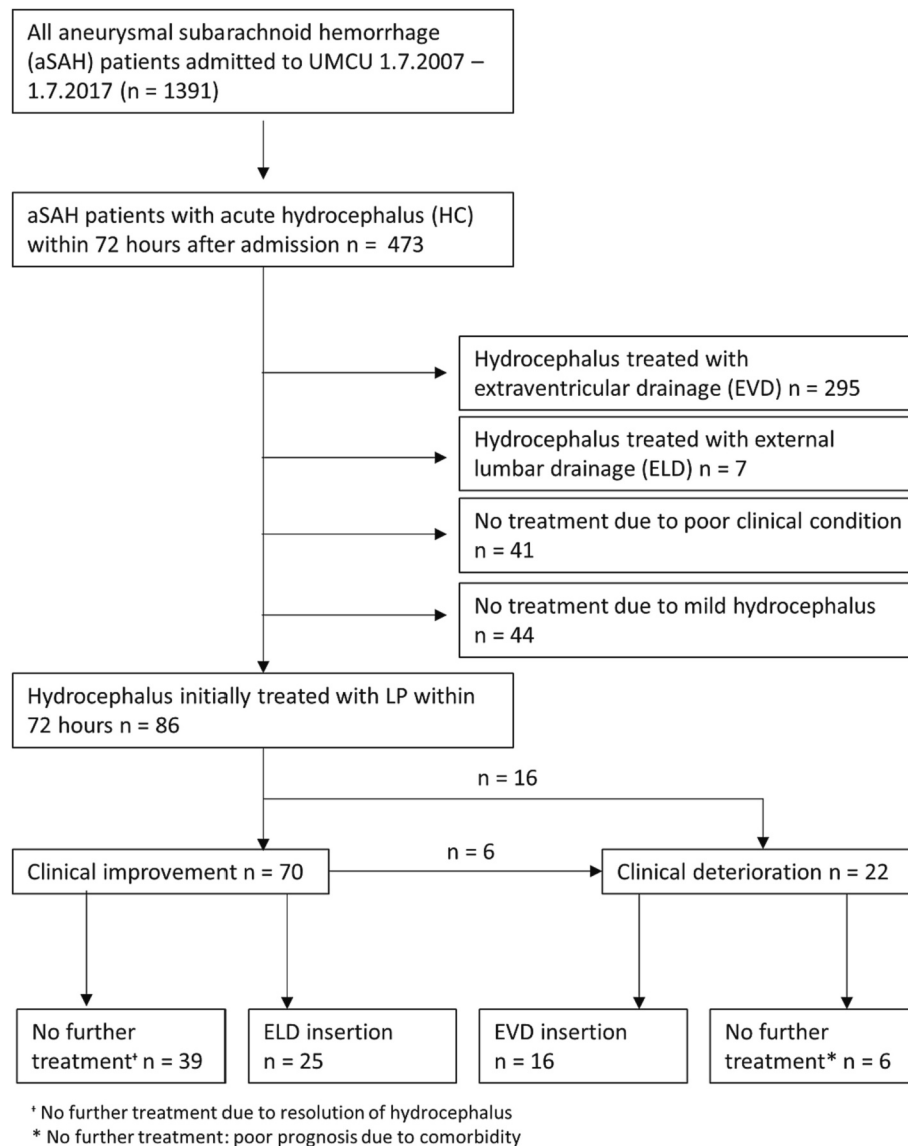 All aneurysmal subarachnoid hemorrhage
(aSAH) patients admitted to UMCU 1.7.2007 –
1.7.2017 (n = 1391)
aSAH patients with acute hydrocephalus (HC)
within 72 hours after admission n = 473
Hydrocephalus treated with
extraventricular drainage (EVD) n = 295
Hydrocephalus treated with external
lumbar drainage (ELD) n = 7
No treatment due to poor clinical condition
n = 41
No treatment due to mild hydrocephalus
n = 44
Hydrocephalus initially treated with LP within
72 hours n = 86
n = 16
Clinical improvement n = 70
n = 6
Clinical deterioration n = 22
No further
treatment† n = 39
ELD insertion
n = 25
EVD insertion
n = 16
No further
treatment* n = 6
† No further treatment due to resolution of hydrocephalus
* No further treatment: poor prognosis due to comorbidity